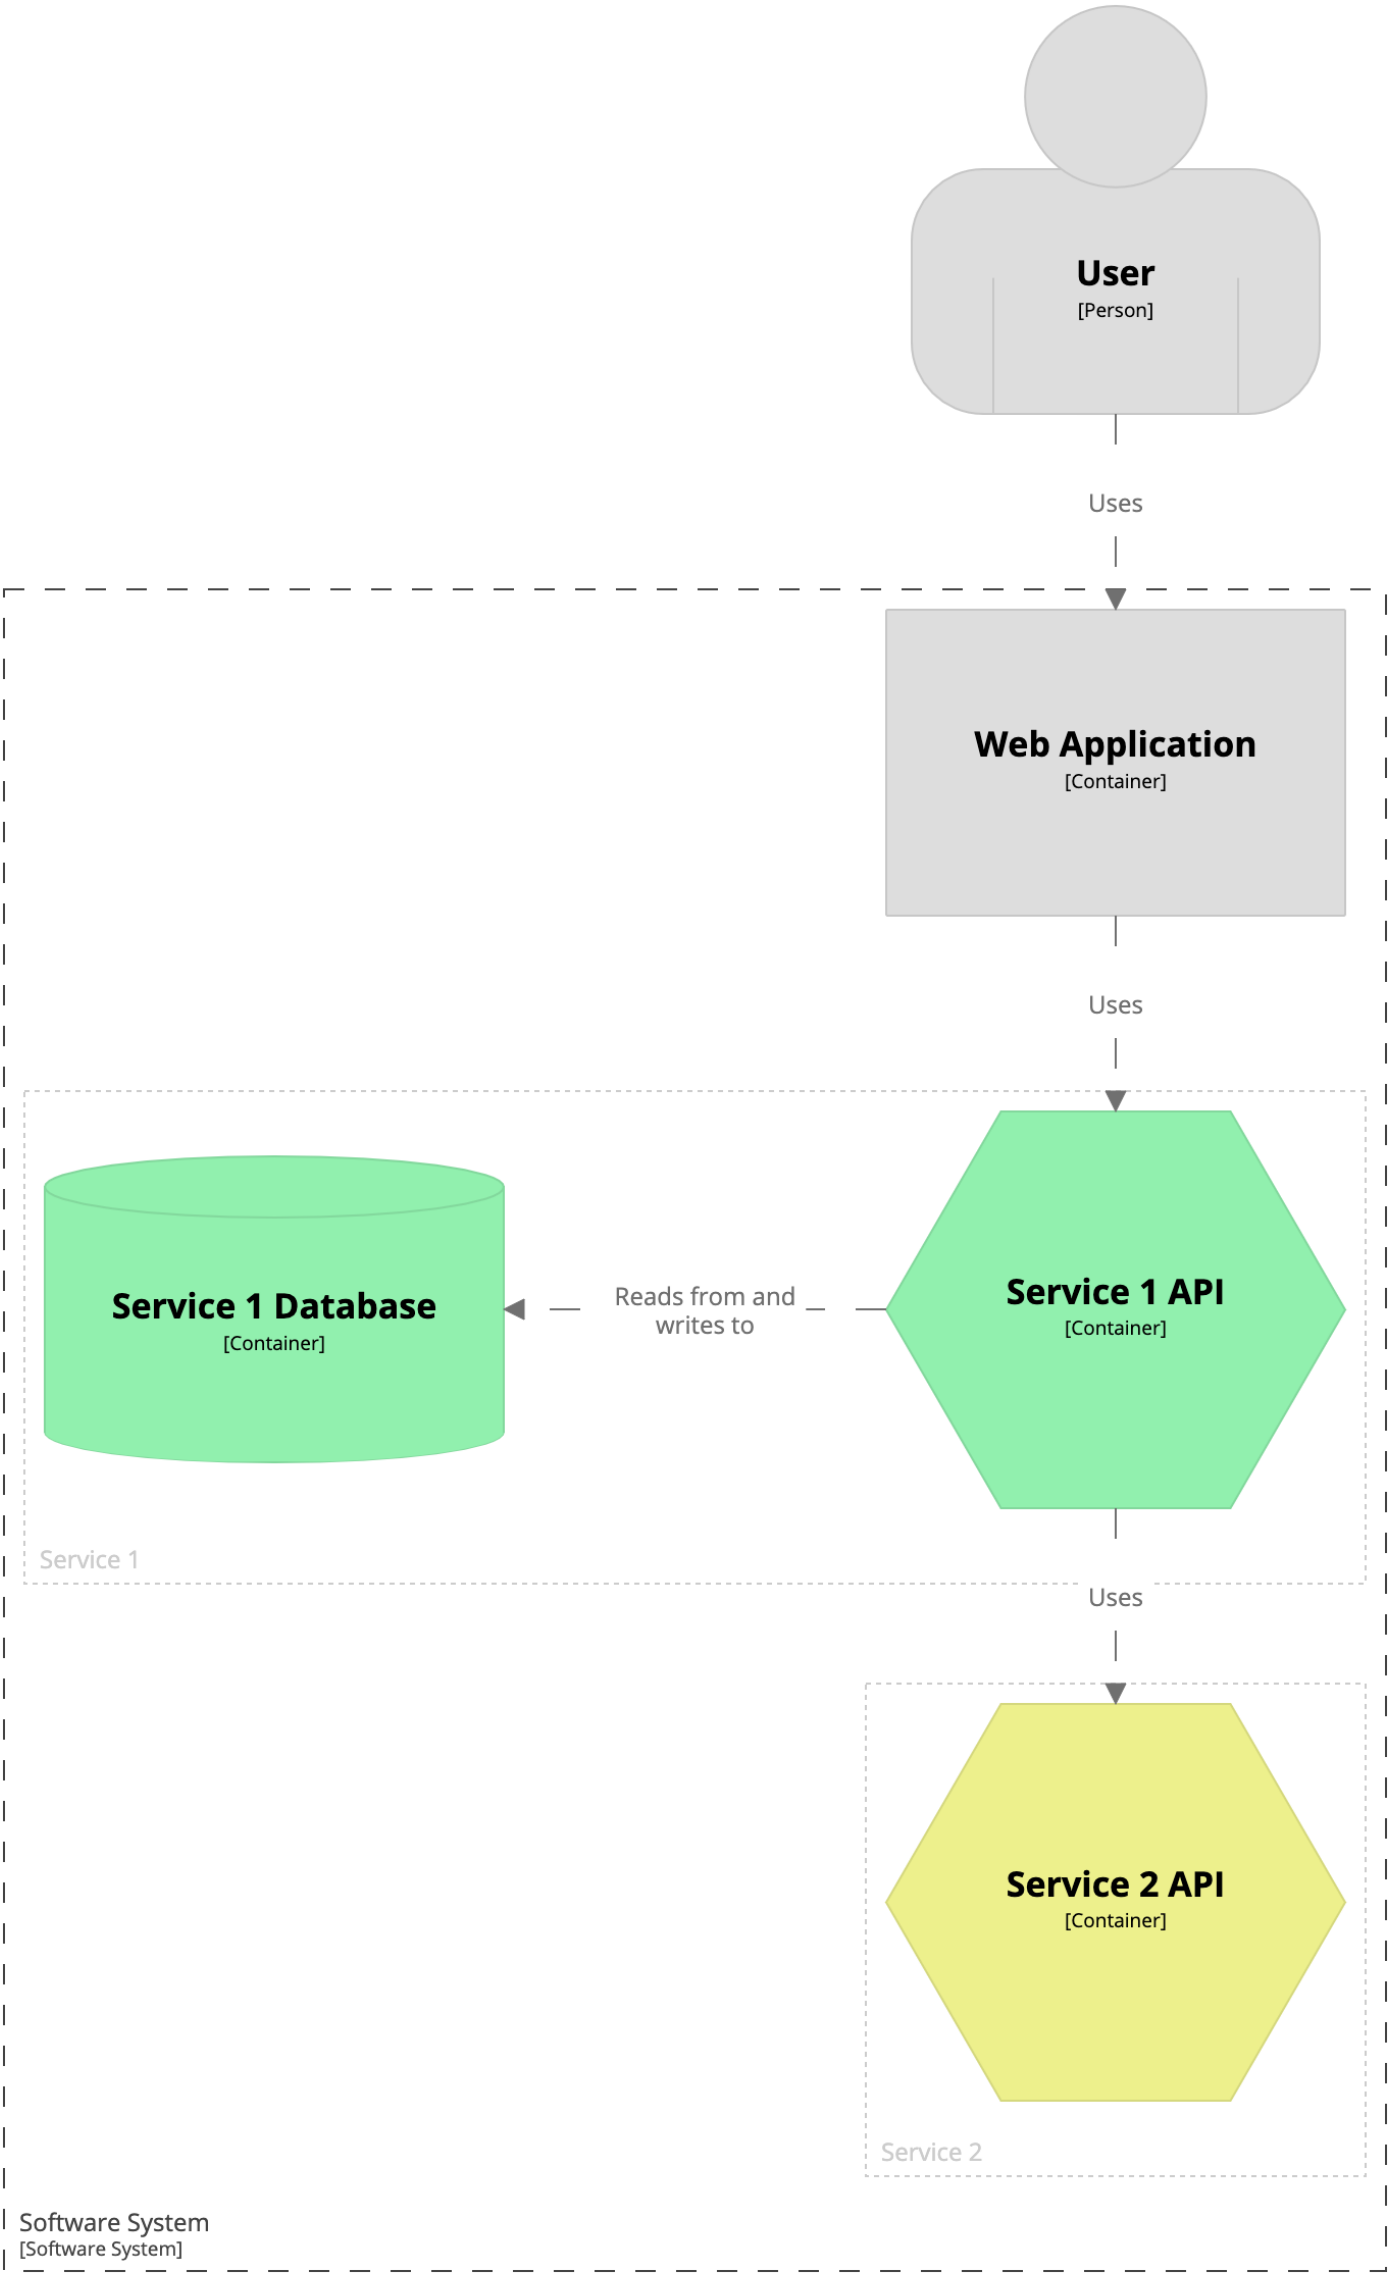 User
[Person]
Uses
Web Application
[Container]
Uses
Service 1 Database
[Container]
Reads from and
writes to
Service 1 API
[Container]
Service 1
Uses
Service 2 API
[Container]
Service 2
Software System
[Software System]